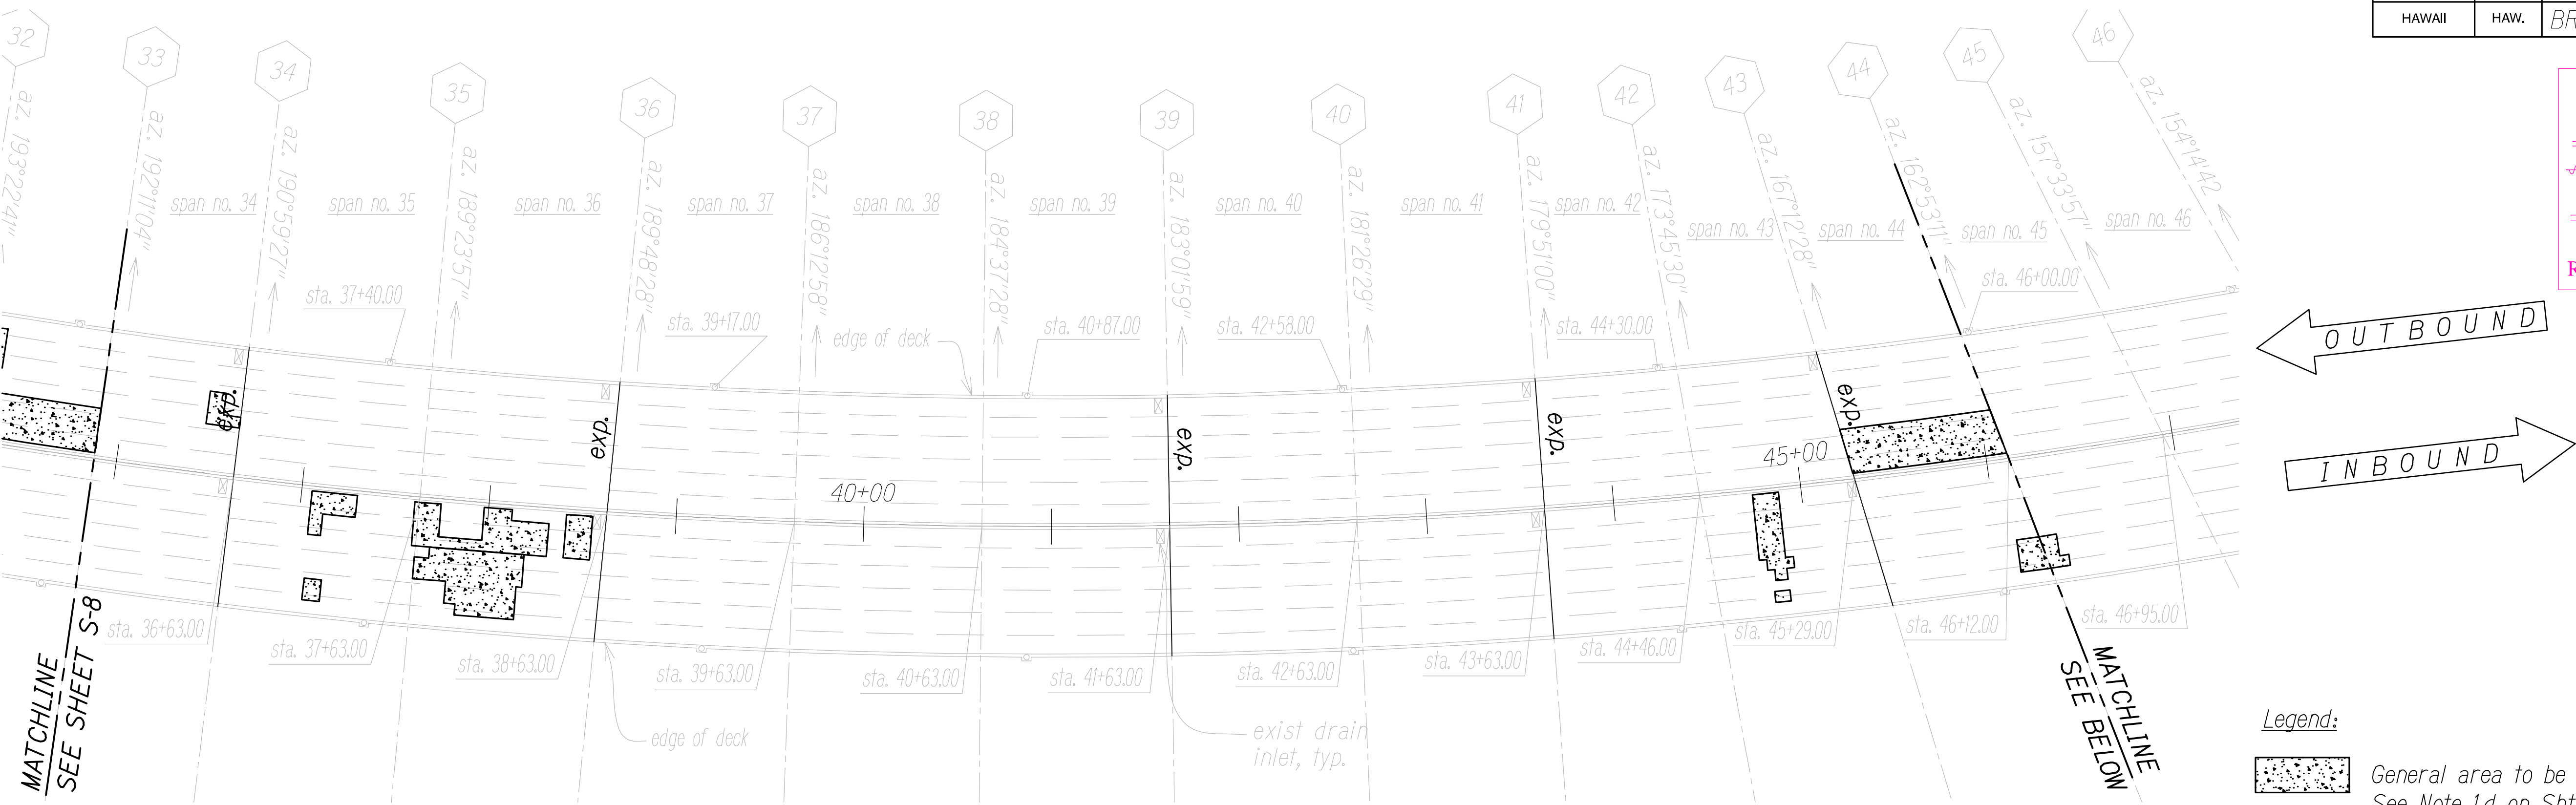 HAWAII HAW. BR
32
33
34
35
36
37
38
39
40
41
42
43
44
45
46
az. 193°22'41"
az. 192°11'04"
az. 190°59'27"
az. 189°23'57"
az. 189°48'28"
az. 186°12'58"
az. 184°37'28"
az. 183°01'59"
az. 181°26'29"
az. 179°51'00"
az. 173°45'30"
az. 167°12'28"
az. 162°53'11"
az. 157°33'57"
az. 154°14'42
span no. 34
span no. 35
span no. 36
span no. 37
span no. 38
span no. 39
span no. 40
span no. 41
span no. 42
span no. 43
span no. 44
span no. 45
span no. 46
R
sta. 37+40.00
sta. 39+17.00
edge of deck
sta. 40+87.00
sta. 42+58.00
sta. 44+30.00
sta. 46+00.00
OUTBOUND
INBOUND
exp.
exp.
exp.
exp.
exp.
40+00
45+00
sta. 36+63.00
sta. 37+63.00
sta. 38+63.00
sta. 39+63.00
sta. 40+63.00
sta. 41+63.00
sta. 42+63.00
sta. 43+63.00
sta. 44+46.00
sta. 45+29.00
sta. 46+12.00
sta. 46+95.00
edge of deck
exist drain
inlet, typ.
MATCHLINE
SEE SHEET S-8
MATCHLINE
SEE BELOW
Legend:
General area to be
See Note 1d on Sht